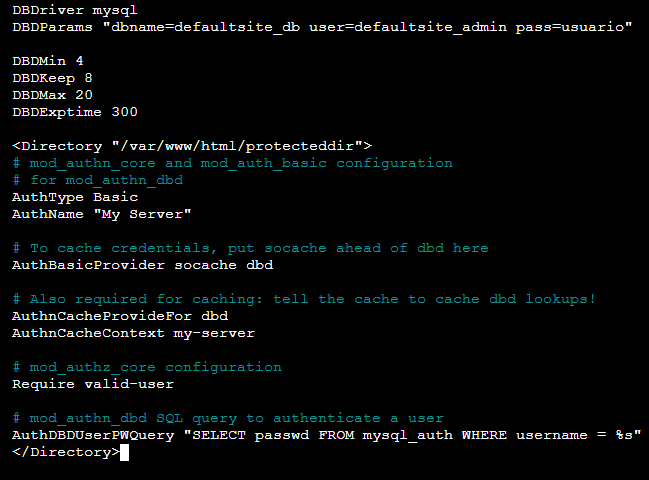 DBDriver mysql
DBDParams "dbname=defaultsite_db user=defaultsite_admin pass=usuario"
DBDMin 4
DBDKeep 8
DBDMax 20
DBDExptime 300
<Directory "/var/www/html/protecteddir">
# mod_authn_core and mod_auth_basic configuration
# for mod_authn_dbd
AuthType Basic
AuthName "My Server"
# To cache credentials, put socache ahead of dbd here
AuthBasicProvider socache dbd
# Also required for caching: tell the cache to cache dbd lookups!
AuthnCacheProvideFor dbd
AuthnCacheContext my-server
# mod_authz_core configuration
Require valid-user
# mod_authn_dbd SQL query to authenticate a user
AuthDBDUserPWQuery "SELECT passwd FROM mysql_auth WHERE username = %s"
</Directory>